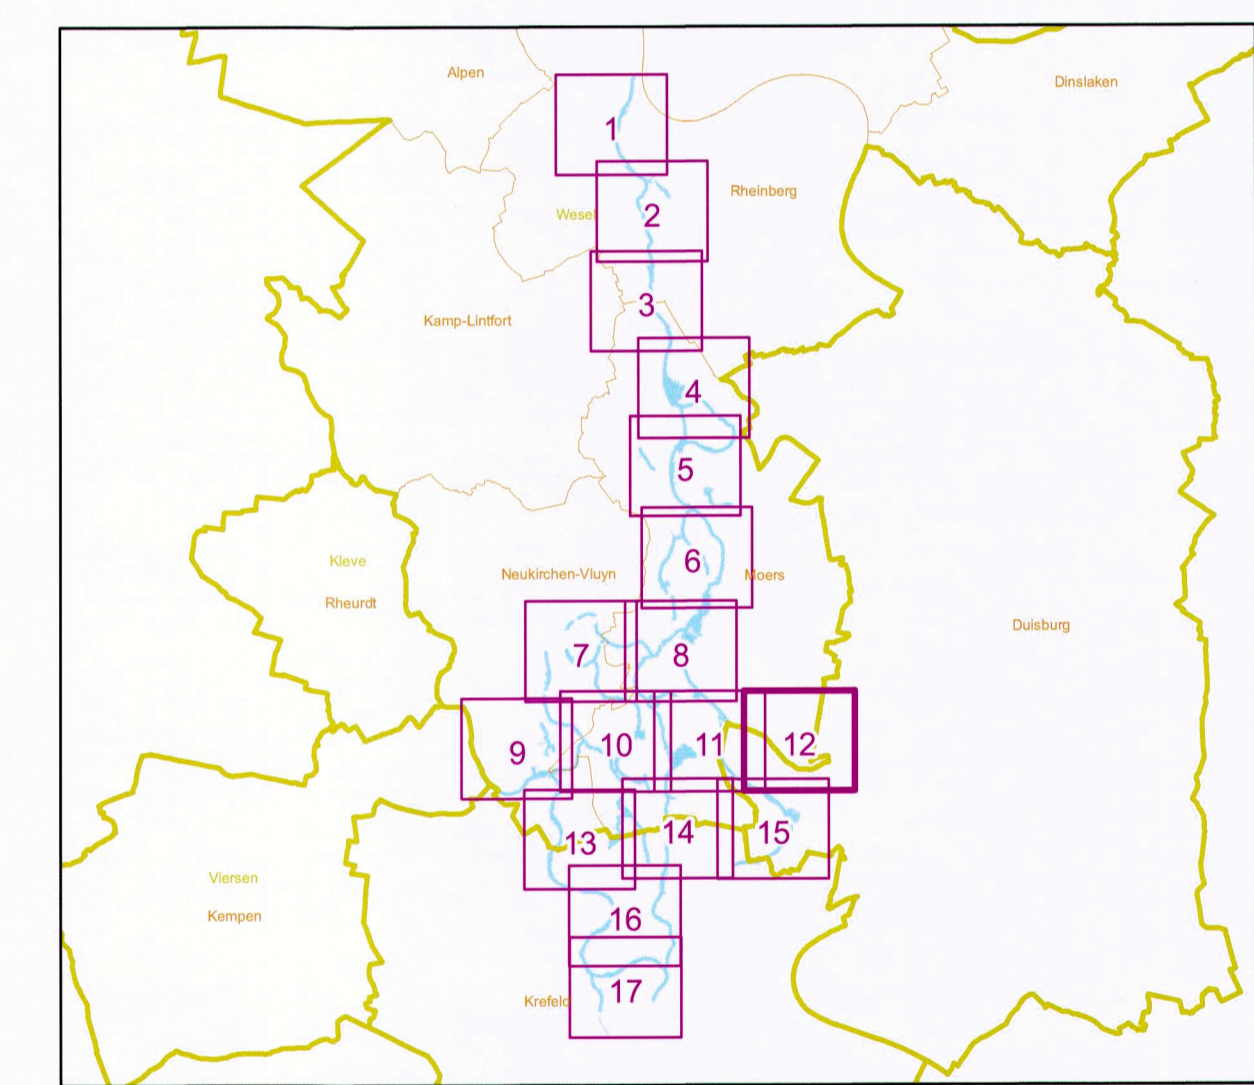 Alpen
Dinslaken
1
Rheinberg
Wesel
2
3
Kamp-Lintfort
4
5
Kleve
6
Neukirchen-Vluyn
Moers
Rheurdt
Duisburg
7
8
9
10
11
12
13
14
15
Viersen
Kempen
16
17
Krefeld